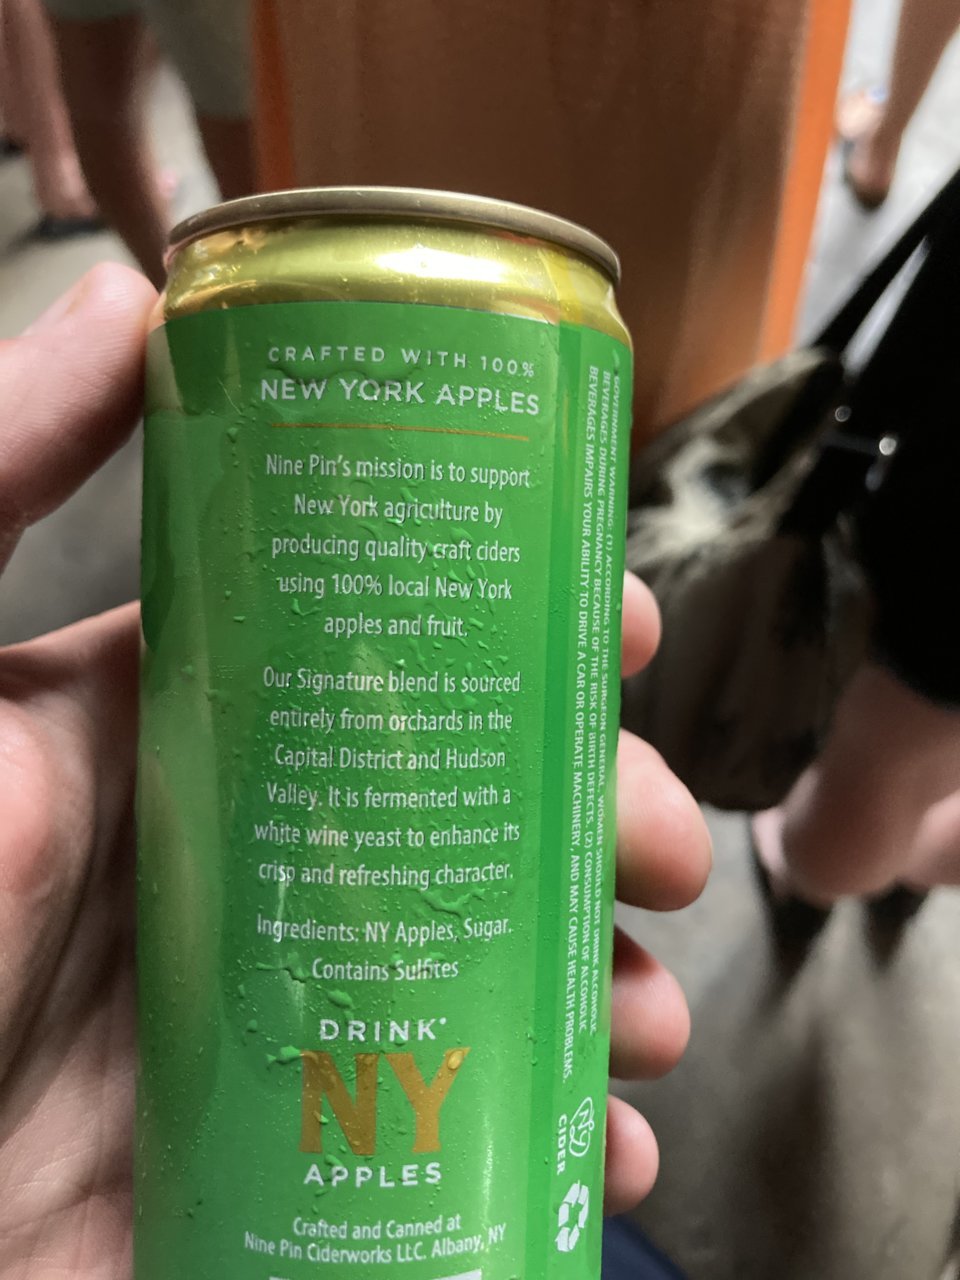 CRAFTED WITH 100%
NEW YORK APPLES
Nine Pin's mission is to support
New York agriculture by
producing quality craft ciders
using 100% local New York
apples and fruit.
Our Signature blend is sourced
entirely from orchards in the
Capital District and Hudson
Valley. It is fermented with a
white wine yeast to enhance its
crisp and refreshing character.
Ingredients: NY Apples, Sugar.
Contains Sulfites
DRINK
NY
APPLES
Crafted and Canned at
Nine Pin Ciderworks LLC. Albany, NY
GOVERNMENT WARNING: (1) ACCORDING TO THE SURGEON GENERAL, WOMEN SHOULD NOT DRINK ALCOHOLIC
BEVERAGES DURING PREGNANCY BECAUSE OF THE RISK OF BIRTH DEFECTS. (2) CONSUMPTION OF ALCOHOLIC
BEVERAGES IMPAIRS YOUR ABILITY TO DRIVE A CAR OR OPERATE MACHINERY, AND MAY CAUSE HEALTH PROBLEMS.
NY
CIDER